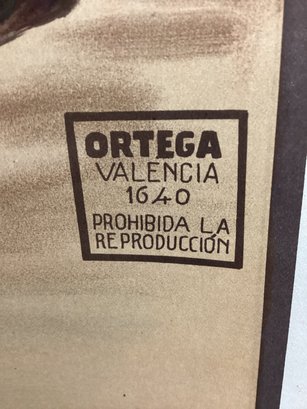 ORTEGA
VALENCIA
1640
PROHIBIDA LA
REPRODUCCIÓN